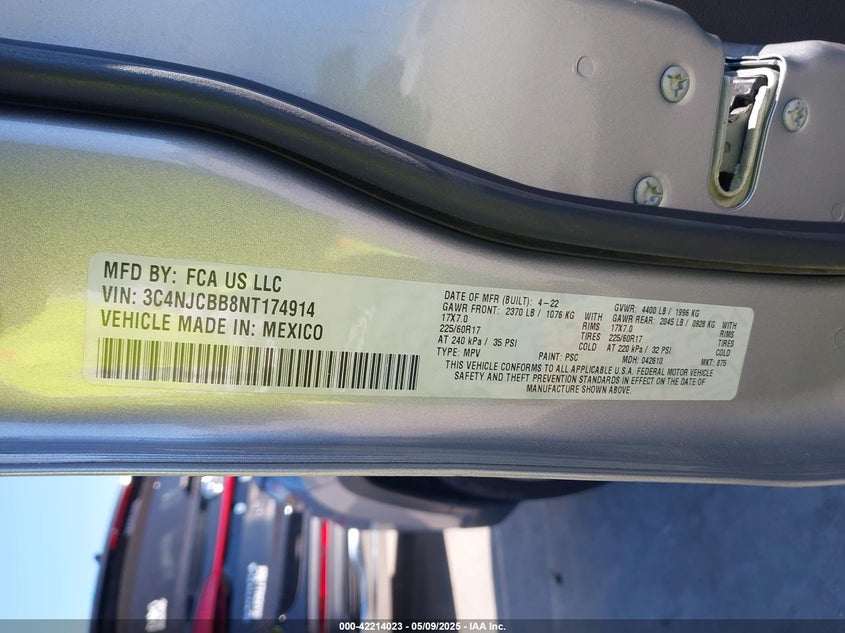 MFD BY: FCA US LLC
VIN: 3C4NJCBB8NT174914
VEHICLE MADE IN: MEXICO
DATE OF MFR (BUILT): 4-22
GVWR: 4400 LB / 1996 KG
GAWR FRONT: 2370 LB / 1076 KG WITH
GAWR REAR: 2045 LB / 0928 KG WITH
17X7.0 RIMS
17X7.0 RIMS
225/60R17 TIRES
225/60R17 TIRES
AT 240 kPa / 35 PSI COLD
AT 220 kPa / 32 PSI COLD
TYPE: MPV PAINT: PSC MDH: 042610 MKT: 875
THIS VEHICLE CONFORMS TO ALL APPLICABLE U.S.A. FEDERAL MOTOR VEHICLE
SAFETY AND THEFT PREVENTION STANDARDS IN EFFECT ON THE DATE OF
MANUFACTURE SHOWN ABOVE.
000-42214023 — 05/09/2025 — IAA Inc.